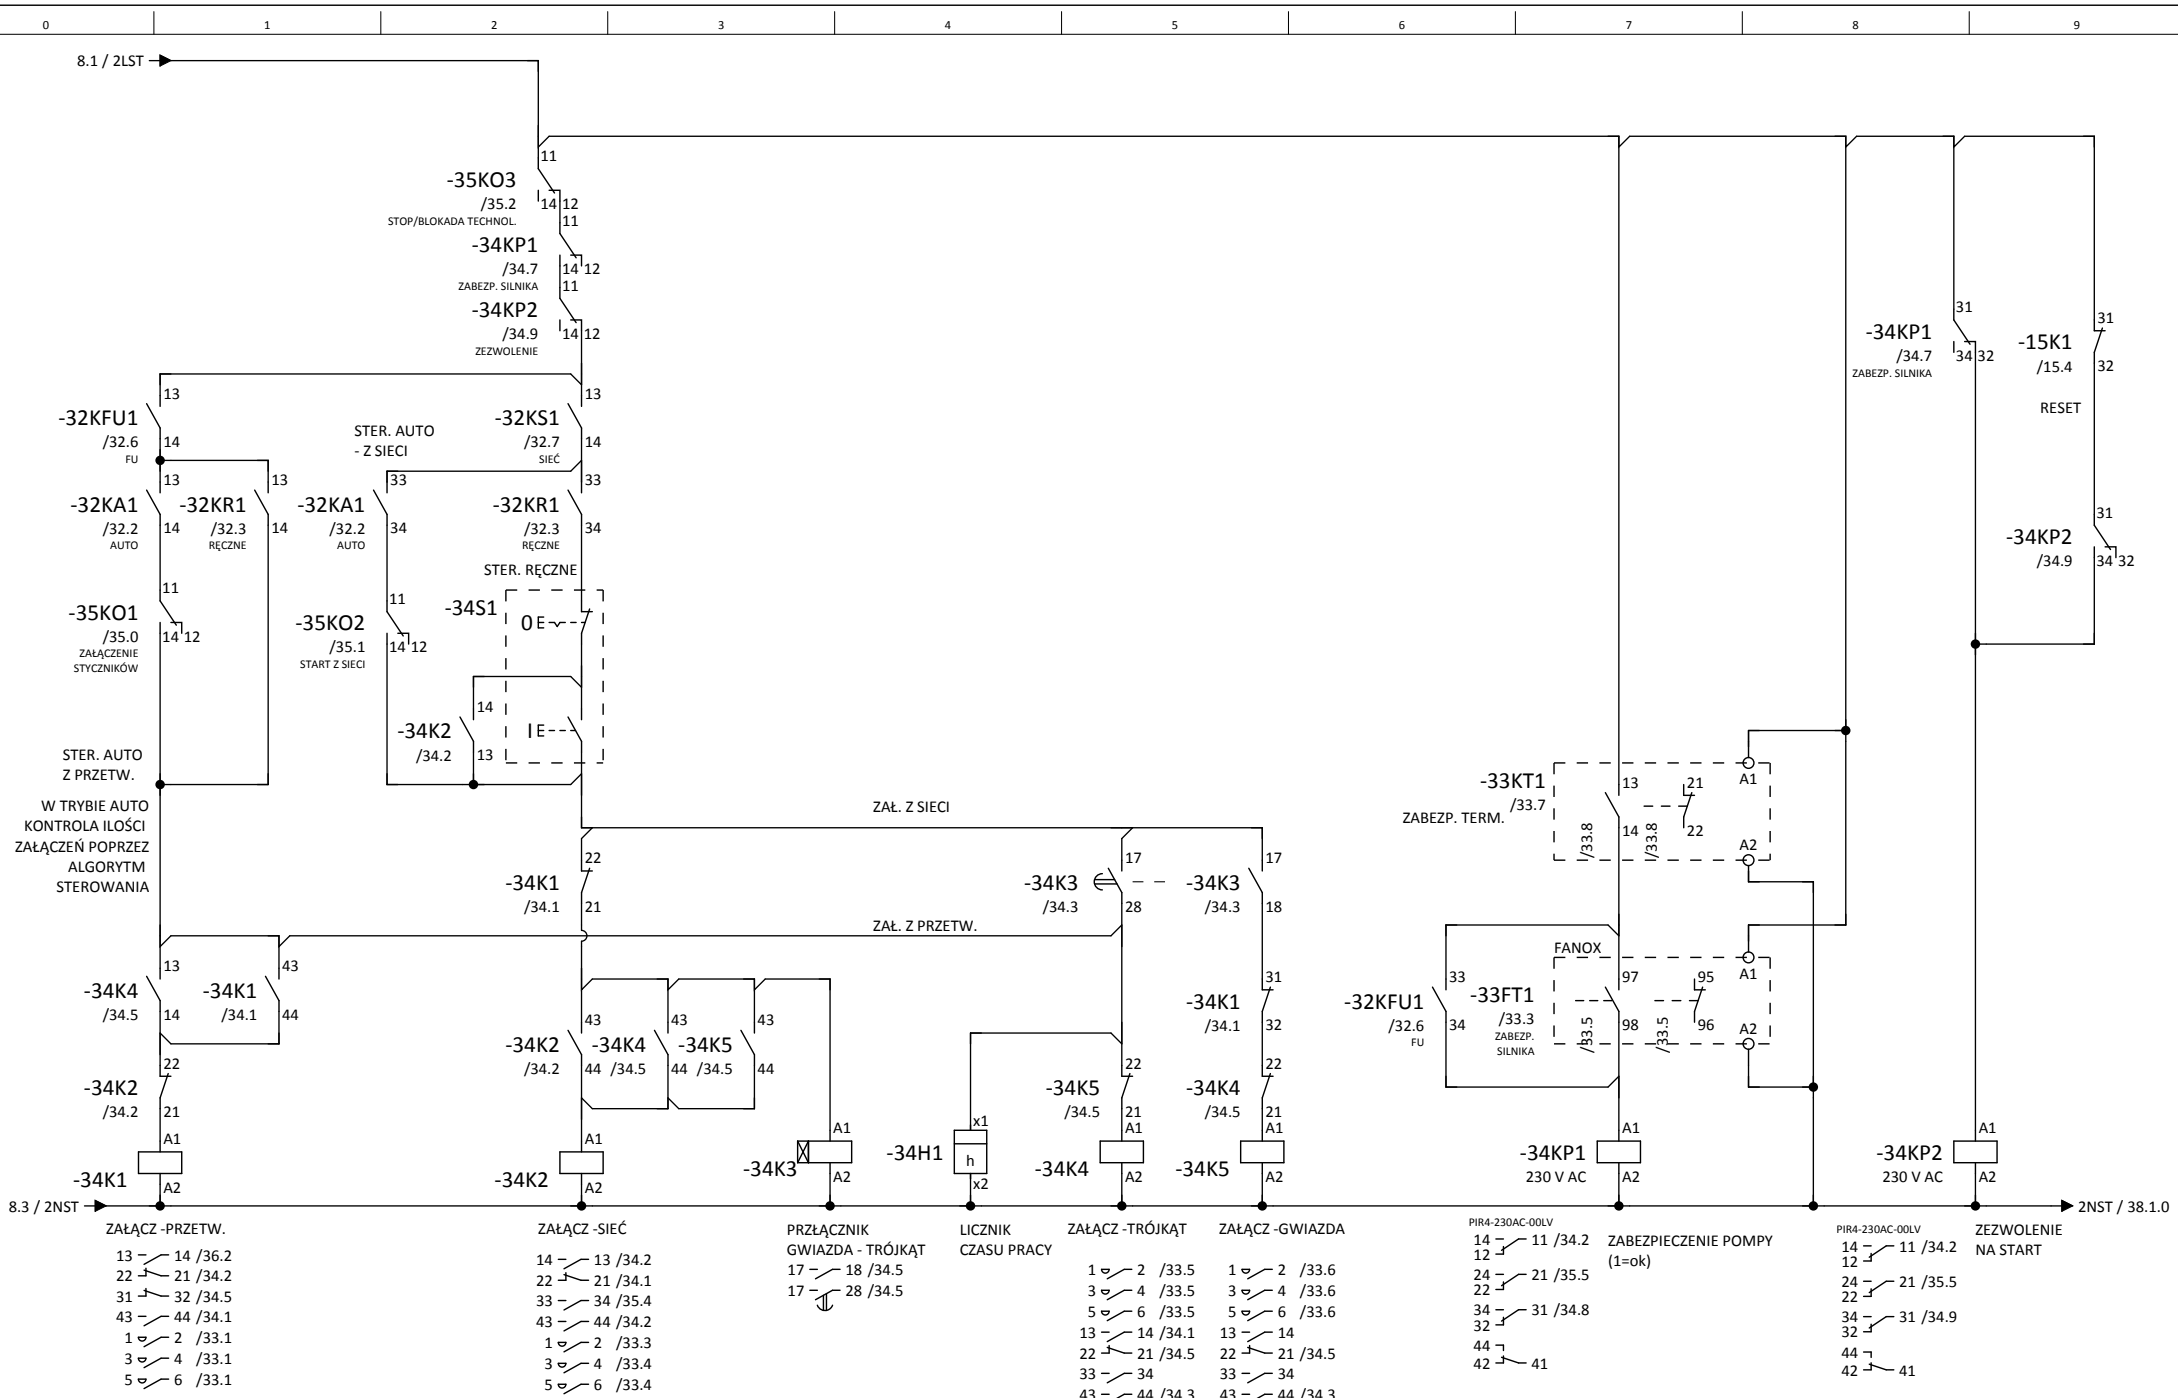 0 1 2 3 4 5 6 7 8 9
8.1 / 2LST
11
-35KO3
/35.2
14 12
STOP/BLOKADA TECHNOL.
11
-34KP1
/34.7
14 12
ZABEZP. SILNIKA
11
-34KP2
/34.9
14 12
ZEZWOLENIE
31
-34KP1
/34.7
34 32
ZABEZP. SILNIKA
31
-15K1
/15.4
32
RESET
13
-32KFU1
/32.6
14
FU
STER. AUTO
- Z SIECI
13
-32KS1
/32.7
14
SIEĆ
13
-32KA1
/32.2
14
AUTO
13
-32KR1
/32.3
14
RĘCZNE
33
-32KA1
/32.2
34
AUTO
33
-32KR1
/32.3
34
RĘCZNE
31
-34KP2
/34.9
34 32
STER. RĘCZNE
11
-35KO1
/35.0
14 12
ZAŁĄCZENIE
STYCZNIKÓW
11
-35KO2
/35.1
14 12
START Z SIECI
-34S1
0 E
14
-34K2
/34.2
13
I E
STER. AUTO
Z PRZETW.
W TRYBIE AUTO
KONTROLA ILOŚCI
ZAŁĄCZEŃ POPRZEZ
ALGORYTM
STEROWANIA
ZAŁ. Z SIECI
-33KT1
/33.7
ZABEZP. TERM.
13
14
/33.8
21
22
/33.8
A1
A2
22
-34K1
/34.1
21
17
-34K3
/34.3
28
17
-34K3
/34.3
18
ZAŁ. Z PRZETW.
13
-34K4
/34.5
14
43
-34K1
/34.1
44
31
-34K1
/34.1
32
33
-32KFU1
/32.6
34
FU
FANOX
-33FT1
/33.3
ZABEZP.
SILNIKA
97
98
/33.5
95
96
/33.5
A1
A2
43
-34K2
/34.2
44
43
-34K4
/34.5
44
43
-34K5
/34.5
44
22
-34K2
/34.2
21
22
-34K5
/34.5
21
22
-34K4
/34.5
21
A1
-34K1
A2
A1
-34K2
A2
A1
-34K3
A2
x1
-34H1
h
x2
A1
-34K4
A2
A1
-34K5
A2
A1
-34KP1
230 V AC
A2
A1
-34KP2
230 V AC
A2
8.3 / 2NST
2NST / 38.1.0
ZAŁĄCZ -PRZETW.
13 14 /36.2
22 21 /34.2
31 32 /34.5
43 44 /34.1
1 2 /33.1
3 4 /33.1
5 6 /33.1
ZAŁĄCZ -SIEĆ
14 13 /34.2
22 21 /34.1
33 34 /35.4
43 44 /34.2
1 2 /33.3
3 4 /33.4
5 6 /33.4
PRZŁĄCZNIK
GWIAZDA - TRÓJKĄT
17 18 /34.5
17 28 /34.5
LICZNIK
CZASU PRACY
ZAŁĄCZ -TRÓJKĄT
1 2 /33.5
3 4 /33.5
5 6 /33.5
13 14 /34.1
22 21 /34.5
33 34
43 44 /34.3
ZAŁĄCZ -GWIAZDA
1 2 /33.6
3 4 /33.6
5 6 /33.6
13 14
22 21 /34.5
33 34
43 44 /34.3
PIR4-230AC-00LV
14 11 /34.2
12
24 21 /35.5
22
34 31 /34.8
32
44
42 41
ZABEZPIECZENIE POMPY
(1=ok)
PIR4-230AC-00LV
14 11 /34.2
12
24 21 /35.5
22
34 31 /34.9
32
44
42 41
ZEZWOLENIE
NA START